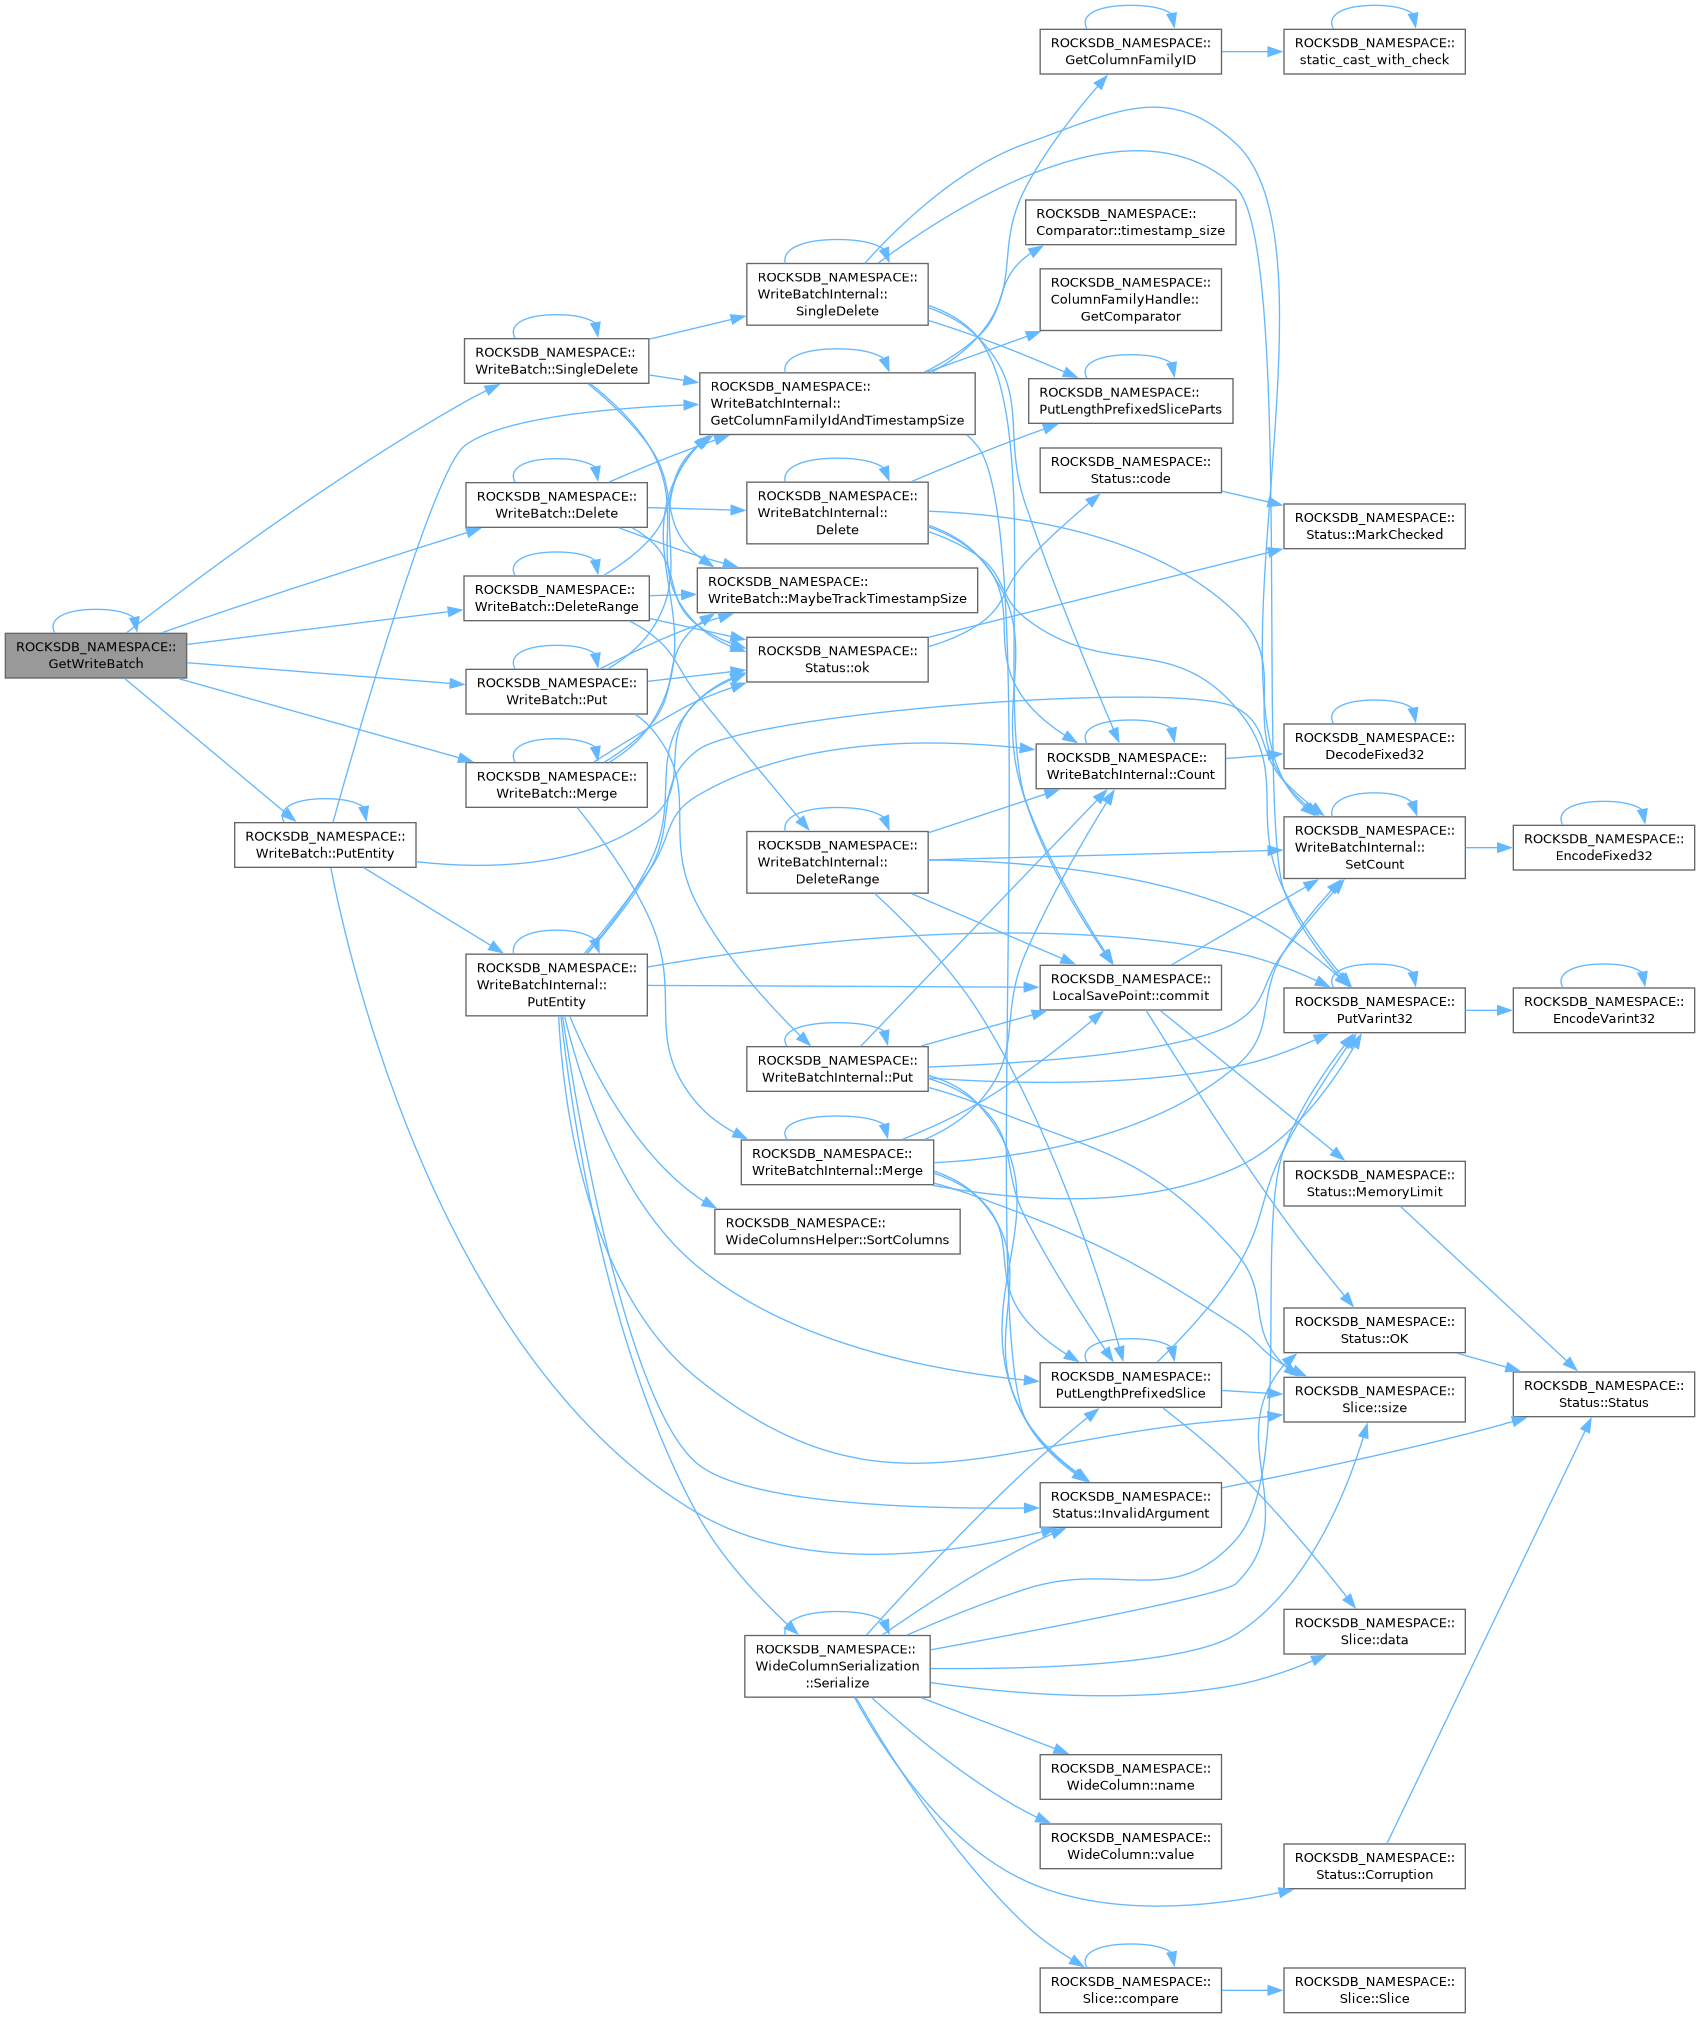 ROCKSDB_NAMESPACE::
GetWriteBatch
ROCKSDB_NAMESPACE::
WriteBatch::PutEntity
ROCKSDB_NAMESPACE::
WriteBatch::SingleDelete
ROCKSDB_NAMESPACE::
WriteBatch::Delete
ROCKSDB_NAMESPACE::
WriteBatch::DeleteRange
ROCKSDB_NAMESPACE::
WriteBatch::Put
ROCKSDB_NAMESPACE::
WriteBatch::Merge
ROCKSDB_NAMESPACE::
WriteBatchInternal::
PutEntity
ROCKSDB_NAMESPACE::
WriteBatchInternal::
SingleDelete
ROCKSDB_NAMESPACE::
WriteBatchInternal::
GetColumnFamilyIdAndTimestampSize
ROCKSDB_NAMESPACE::
WriteBatchInternal::
Delete
ROCKSDB_NAMESPACE::
WriteBatch::MaybeTrackTimestampSize
ROCKSDB_NAMESPACE::
Status::ok
ROCKSDB_NAMESPACE::
WriteBatchInternal::
DeleteRange
ROCKSDB_NAMESPACE::
WriteBatchInternal::Put
ROCKSDB_NAMESPACE::
WriteBatchInternal::Merge
ROCKSDB_NAMESPACE::
WideColumnsHelper::SortColumns
ROCKSDB_NAMESPACE::
WideColumnSerialization
::Serialize
ROCKSDB_NAMESPACE::
GetColumnFamilyID
ROCKSDB_NAMESPACE::
Comparator::timestamp_size
ROCKSDB_NAMESPACE::
ColumnFamilyHandle::
GetComparator
ROCKSDB_NAMESPACE::
PutLengthPrefixedSliceParts
ROCKSDB_NAMESPACE::
Status::code
ROCKSDB_NAMESPACE::
WriteBatchInternal::Count
ROCKSDB_NAMESPACE::
LocalSavePoint::commit
ROCKSDB_NAMESPACE::
PutLengthPrefixedSlice
ROCKSDB_NAMESPACE::
Status::InvalidArgument
ROCKSDB_NAMESPACE::
WideColumn::name
ROCKSDB_NAMESPACE::
WideColumn::value
ROCKSDB_NAMESPACE::
Slice::compare
ROCKSDB_NAMESPACE::
static_cast_with_check
ROCKSDB_NAMESPACE::
Status::MarkChecked
ROCKSDB_NAMESPACE::
DecodeFixed32
ROCKSDB_NAMESPACE::
WriteBatchInternal::
SetCount
ROCKSDB_NAMESPACE::
PutVarint32
ROCKSDB_NAMESPACE::
Status::MemoryLimit
ROCKSDB_NAMESPACE::
Status::OK
ROCKSDB_NAMESPACE::
Slice::size
ROCKSDB_NAMESPACE::
Slice::data
ROCKSDB_NAMESPACE::
Status::Corruption
ROCKSDB_NAMESPACE::
Slice::Slice
ROCKSDB_NAMESPACE::
EncodeFixed32
ROCKSDB_NAMESPACE::
EncodeVarint32
ROCKSDB_NAMESPACE::
Status::Status